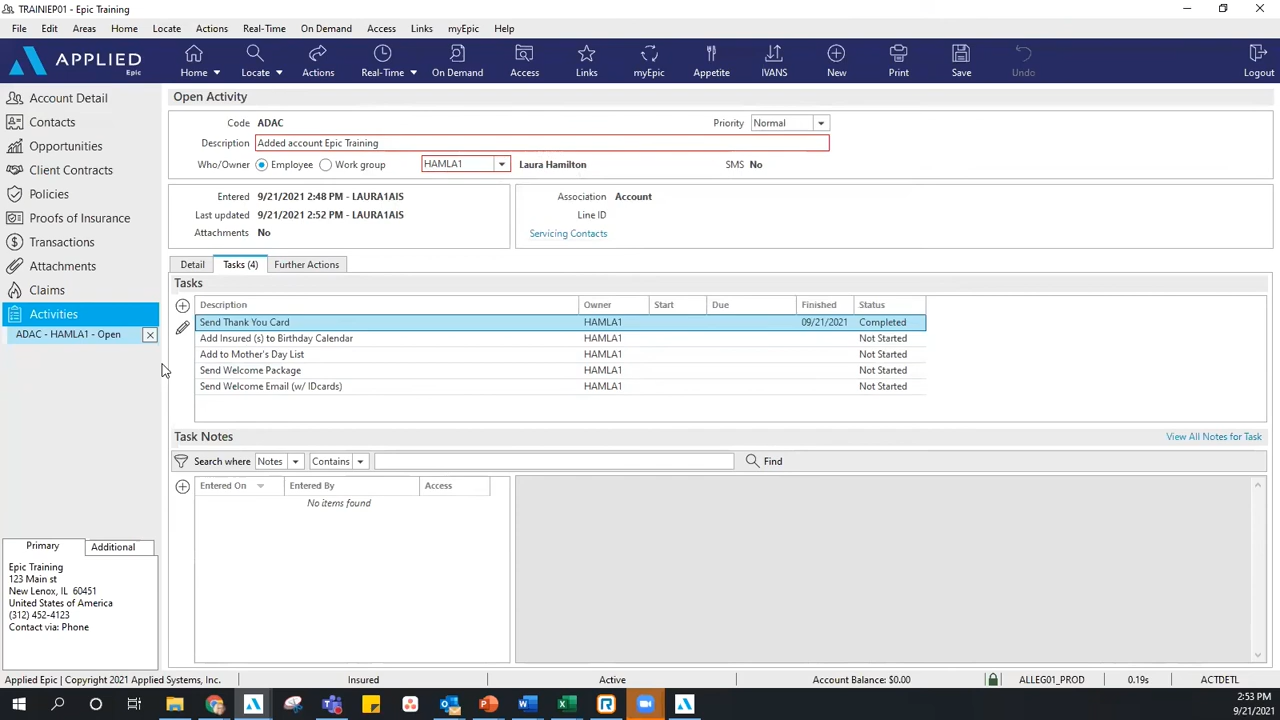 TRAINIEP01 - Epic Training
File Edit Areas Home Locate Actions Real-Time On Demand Access Links myEpic Help
APPLIED Epic
Home Locate Actions Real-Time On Demand Access Links myEpic Appetite IVANS New Print Save Undo Logout
Account Detail
Contacts
Opportunities
Client Contracts
Policies
Proofs of Insurance
Transactions
Attachments
Claims
Activities
ADAC - HAMLA1 - Open
Primary Additional
Epic Training
123 Main st
New Lenox, IL 60451
United States of America
(312) 452-4123
Contact via: Phone
Open Activity
Code ADAC Priority Normal
Description Added account Epic Training
Who/Owner Employee Work group HAMLA1 Laura Hamilton SMS No
Entered 9/21/2021 2:48 PM - LAURA1AIS
Last updated 9/21/2021 2:52 PM - LAURA1AIS
Attachments No
Association Account
Line ID
Servicing Contacts
Detail Tasks (4) Further Actions
Tasks
Description Owner Start Due Finished Status
Send Thank You Card HAMLA1 09/21/2021 Completed
Add Insured (s) to Birthday Calendar HAMLA1 Not Started
Add to Mother's Day List HAMLA1 Not Started
Send Welcome Package HAMLA1 Not Started
Send Welcome Email (w/ IDcards) HAMLA1 Not Started
Task Notes View All Notes for Task
Search where Notes Contains Find
Entered On Entered By Access
No items found
Applied Epic | Copyright 2021 Applied Systems, Inc. Insured Active Account Balance: $0.00 ALLEG01_PROD 0.19s ACTDETL
2:53 PM
9/21/2021